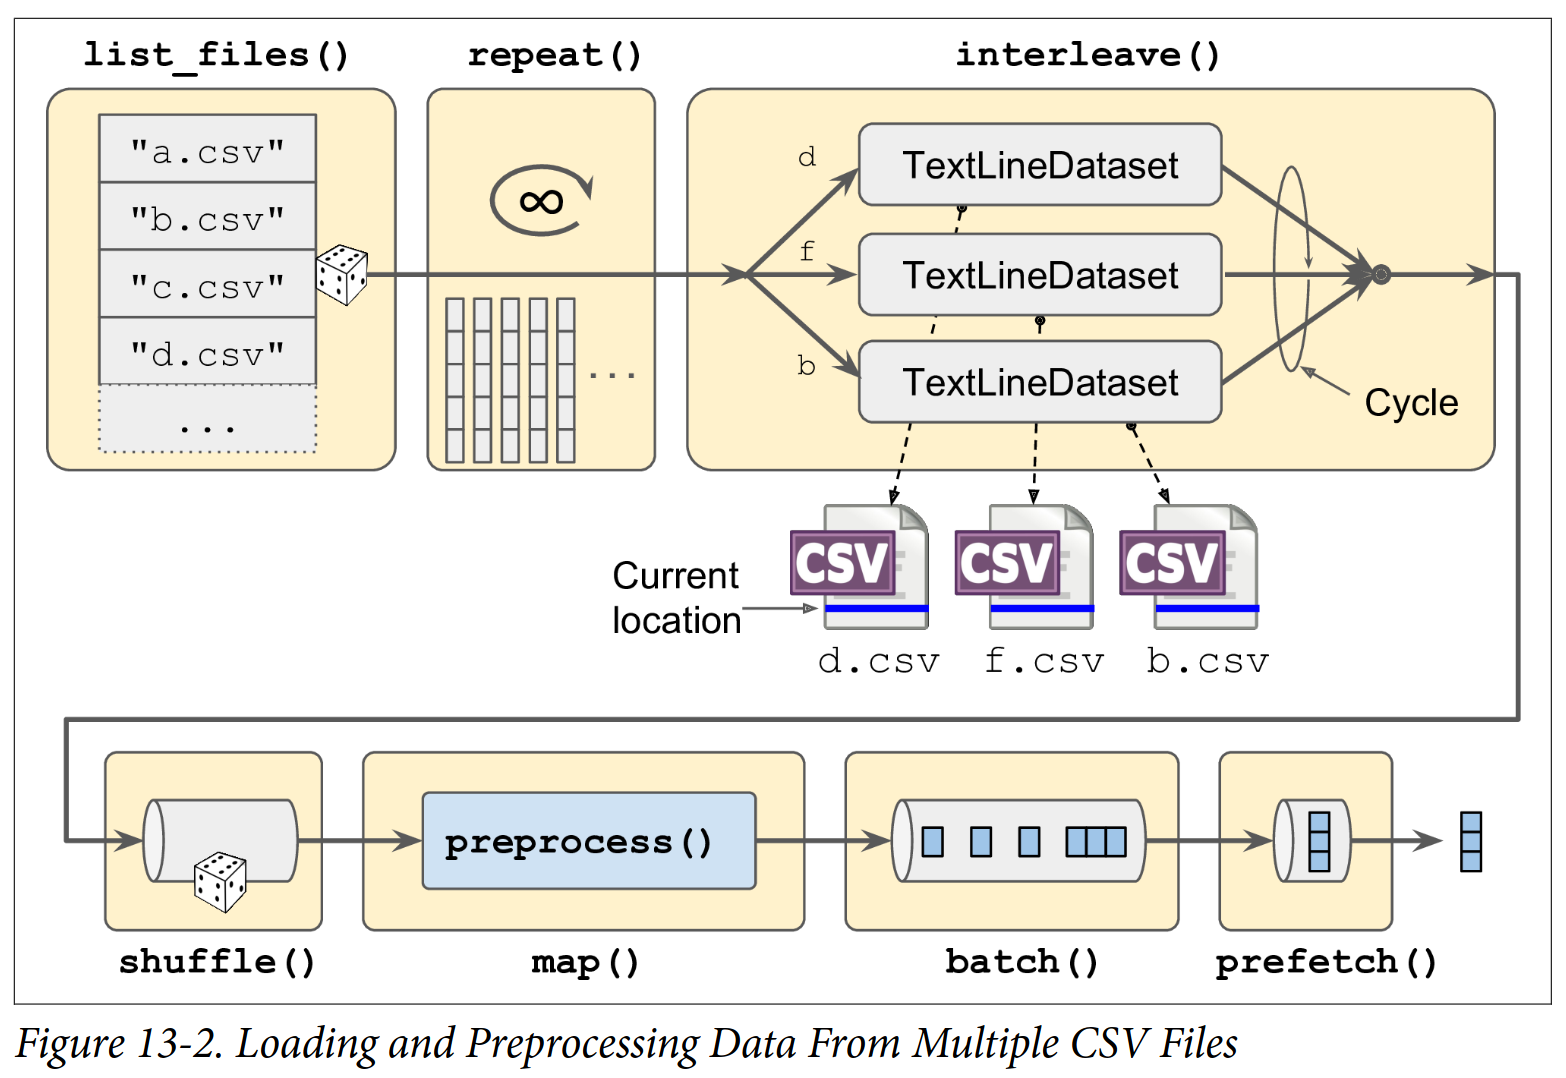 list_files()
repeat()
interleave()
"a.csv"
"b.csv"
"c.csv"
"d.csv"
...
∞
...
d
f
b
TextLineDataset
TextLineDataset
TextLineDataset
Cycle
CSV
CSV
CSV
Current
location
d.csv
f.csv
b.csv
preprocess()
shuffle()
map()
batch()
prefetch()
Figure 13-2. Loading and Preprocessing Data From Multiple CSV Files